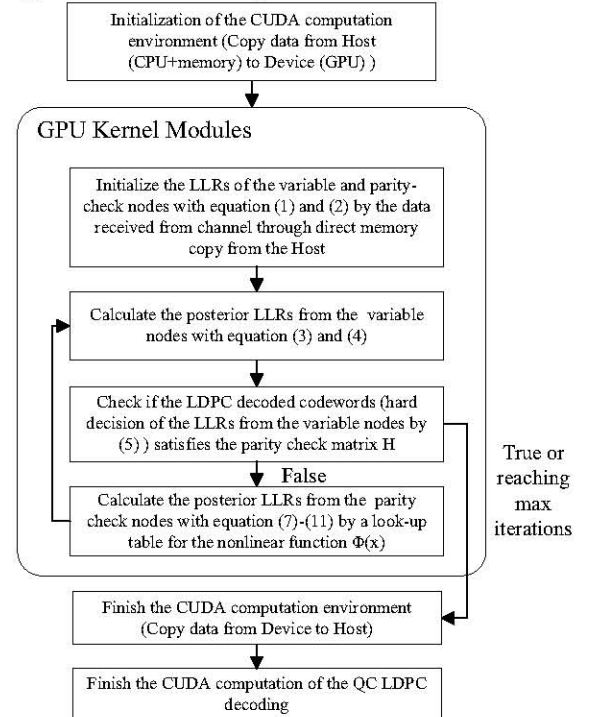 Initialization of the CUDA computation
environment (Copy data from Host
(CPU+memory) to Device (GPU) )
GPU Kernel Modules
Initialize the LLRs of the variable and parity-
check nodes with equation (1) and (2) by the data
received from channel through direct memory
copy from the Host
Calculate the posterior LLRs from the variable
nodes with equation (3) and (4)
Check if the LDPC decoded codewords (hard
decision of the LLRs from the variable nodes by
(5) ) satisfies the parity check matrix H
False
Calculate the posterior LLRs from the parity
check nodes with equation (7)-(11) by a look-up
table for the nonlinear function Φ(x)
True or
reaching
max
iterations
Finish the CUDA computation environment
(Copy data from Device to Host)
Finish the CUDA computation of the QC LDPC
decoding